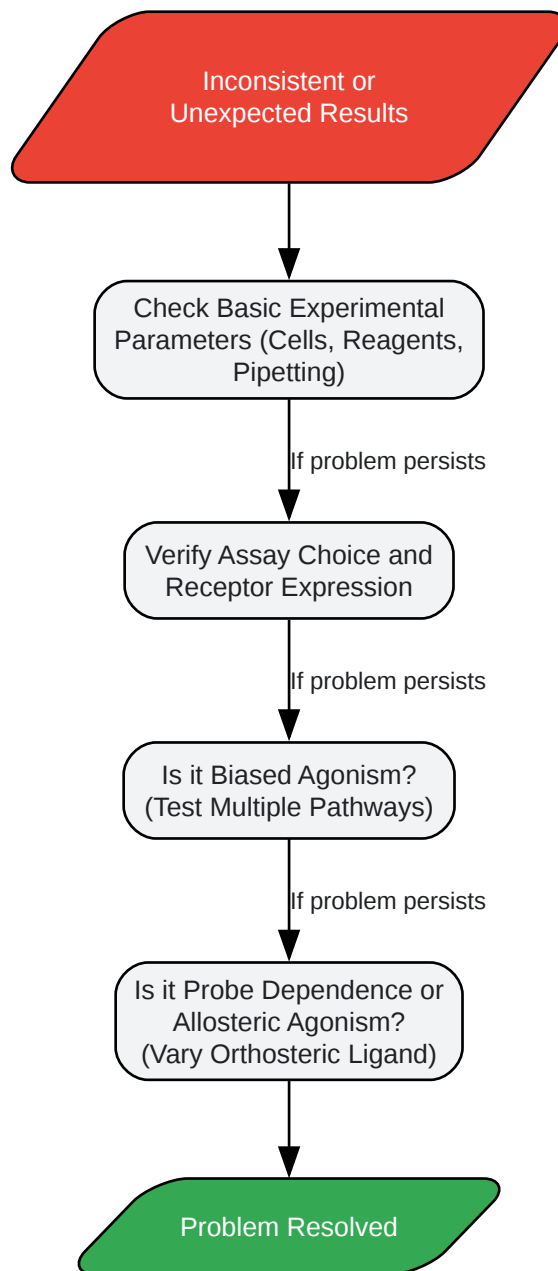 Inconsistent or
Unexpected Results
Check Basic Experimental
Parameters (Cells, Reagents,
Pipetting)
If problem persists
Verify Assay Choice and
Receptor Expression
If problem persists
Is it Biased Agonism?
(Test Multiple Pathways)
If problem persists
Is it Probe Dependence or
Allosteric Agonism?
(Vary Orthosteric Ligand)
Problem Resolved